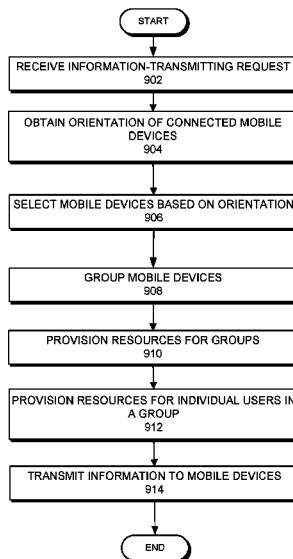 START
RECEIVE INFORMATION-TRANSMITTING REQUEST
902
OBTAIN ORIENTATION OF CONNECTED MOBILE
DEVICES
904
SELECT MOBILE DEVICES BASED ON ORIENTATION
906
GROUP MOBILE DEVICES
908
PROVISION RESOURCES FOR GROUPS
910
PROVISION RESOURCES FOR INDIVIDUAL USERS IN
A GROUP
912
TRANSMIT INFORMATION TO MOBILE DEVICES
914
END